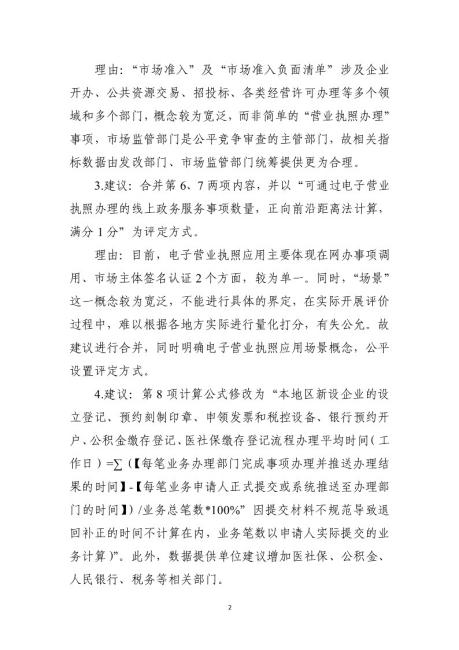 理由：“市场准入”及“市场准入负面清单”涉及企业
开办、公共资源交易、招投标、各类经营许可办理等多个领
域和多个部门，概念较为宽泛，而非简单的“营业执照办理”
事项，市场监管部门是公平竞争审查的主管部门，故相关指
标数据由发改部门、市场监管部门统筹提供更为合理。
3.建议：合并第 6、7 两项内容，并以“可通过电子营业
执照办理的线上政务服务事项数量，正向前沿距离法计算，
满分 1 分”为评定方式。
理由：目前，电子营业执照应用主要体现在网办事项调
用、市场主体签名认证 2 个方面，较为单一。同时，“场景”
这一概念较为宽泛，不能进行具体的界定，在实际开展评价
过程中，难以根据各地方实际进行量化打分，有失公允。故
建议进行合并，同时明确电子营业执照应用场景概念，公平
设置评定方式。
4.建议：第 8 项计算公式修改为“本地区新设企业的设
立登记、预约刻制印章、申领发票和税控设备、银行预约开
户、公积金缴存登记、医社保缴存登记流程办理平均时间（工
作日）=∑（【每笔业务办理部门完成事项办理并推送办理结
果的时间】-【每笔业务申请人正式提交或系统推送至办理部
门的时间】）/业务总笔数*100%”因提交材料不规范导致退
回补正的时间不计算在内，业务笔数以申请人实际提交的业
务计算）”。此外，数据提供单位建议增加医社保、公积金、
人民银行、税务等相关部门。
2